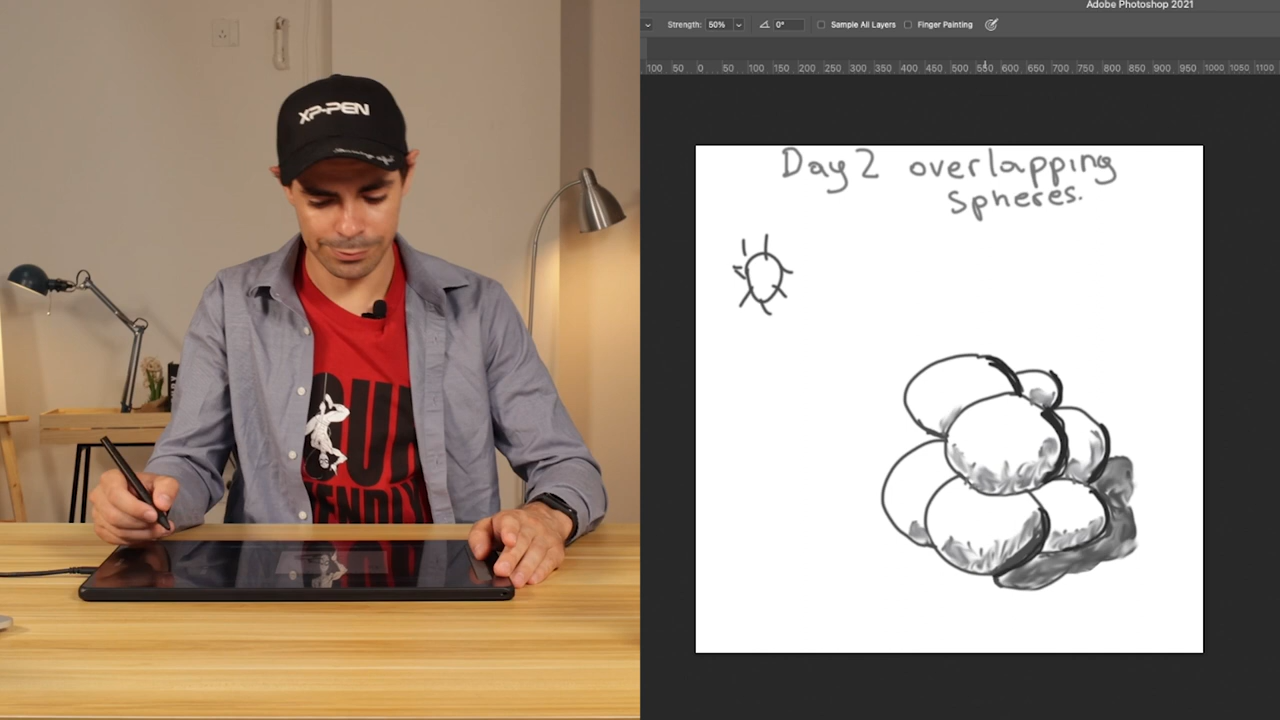 XP-PEN
OUR
ENDLY
Adobe Photoshop 2021
Strength: 50% 0° Sample All Layers Finger Painting
100 50 0 50 100 150 200 250 300 350 400 450 500 550 600 650 700 750 800 850 900 950 1000 1050 1100
Day 2 overlapping
Spheres.